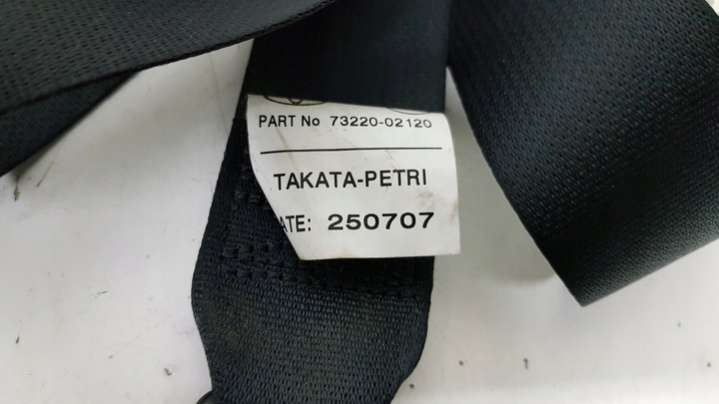 PART No 73220-02120
TAKATA-PETRI
ATE: 250707